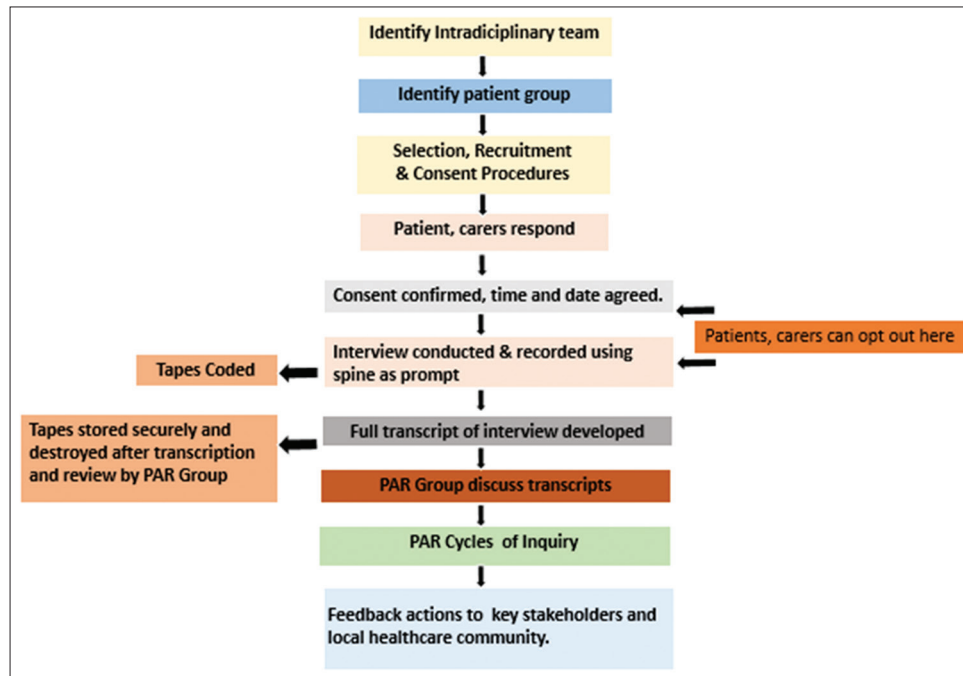 Identify Intradiciplinary team
Identify patient group
Selection, Recruitment
& Consent Procedures
Patient, carers respond
Consent confirmed, time and date agreed.
Patients, carers can opt out here
Interview conducted & recorded using
spine as prompt
Tapes Coded
Full transcript of interview developed
Tapes stored securely and
destroyed after transcription
and review by PAR Group
PAR Group discuss transcripts
PAR Cycles of Inquiry
Feedback actions to key stakeholders and
local healthcare community.